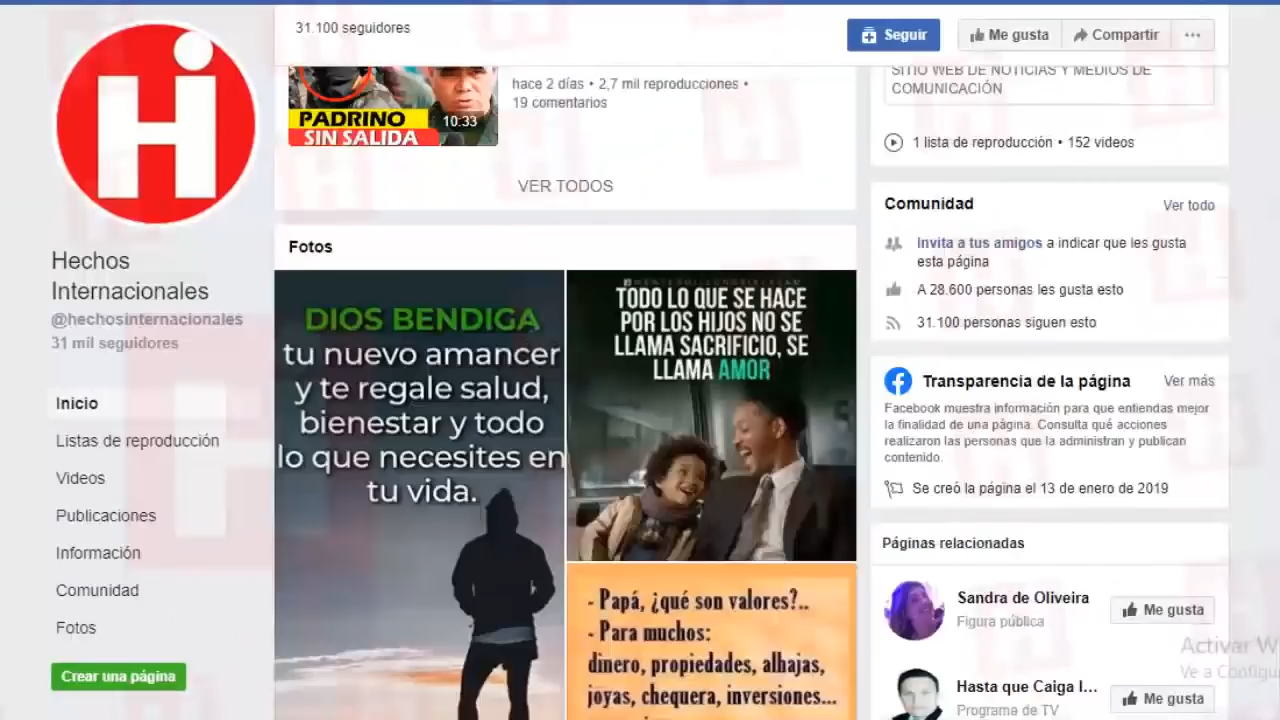 31.100 seguidores
Seguir
Me gusta
Compartir
hace 2 días • 2,7 mil reproducciones •
19 comentarios
PADRINO
10:33
SIN SALIDA
VER TODOS
SITIO WEB DE NOTICIAS Y MEDIOS DE
COMUNICACIÓN
1 lista de reproducción • 152 videos
Hi
Hechos
Internacionales
@hechosinternacionales
31 mil seguidores
Inicio
Listas de reproducción
Videos
Publicaciones
Información
Comunidad
Fotos
Crear una página
Fotos
DIOS BENDIGA
tu nuevo amancer
y te regale salud,
bienestar y todo
lo que necesites en
tu vida.
TODO LO QUE SE HACE
POR LOS HIJOS NO SE
LLAMA SACRIFICIO, SE
LLAMA AMOR
- Papá, ¿qué son valores?..
- Para muchos:
dinero, propiedades, alhajas,
joyas, chequera, inversiones...
Comunidad
Ver todo
Invita a tus amigos a indicar que les gusta
esta página
A 28.600 personas les gusta esto
31.100 personas siguen esto
Transparencia de la página
Ver más
Facebook muestra información para que entiendas mejor
la finalidad de una página. Consulta qué acciones
realizaron las personas que la administran y publican
contenido.
Se creó la página el 13 de enero de 2019
Páginas relacionadas
Sandra de Oliveira
Figura pública
Me gusta
Hasta que Caiga l...
Programa de TV
Me gusta
Activar W
Ve a Configu